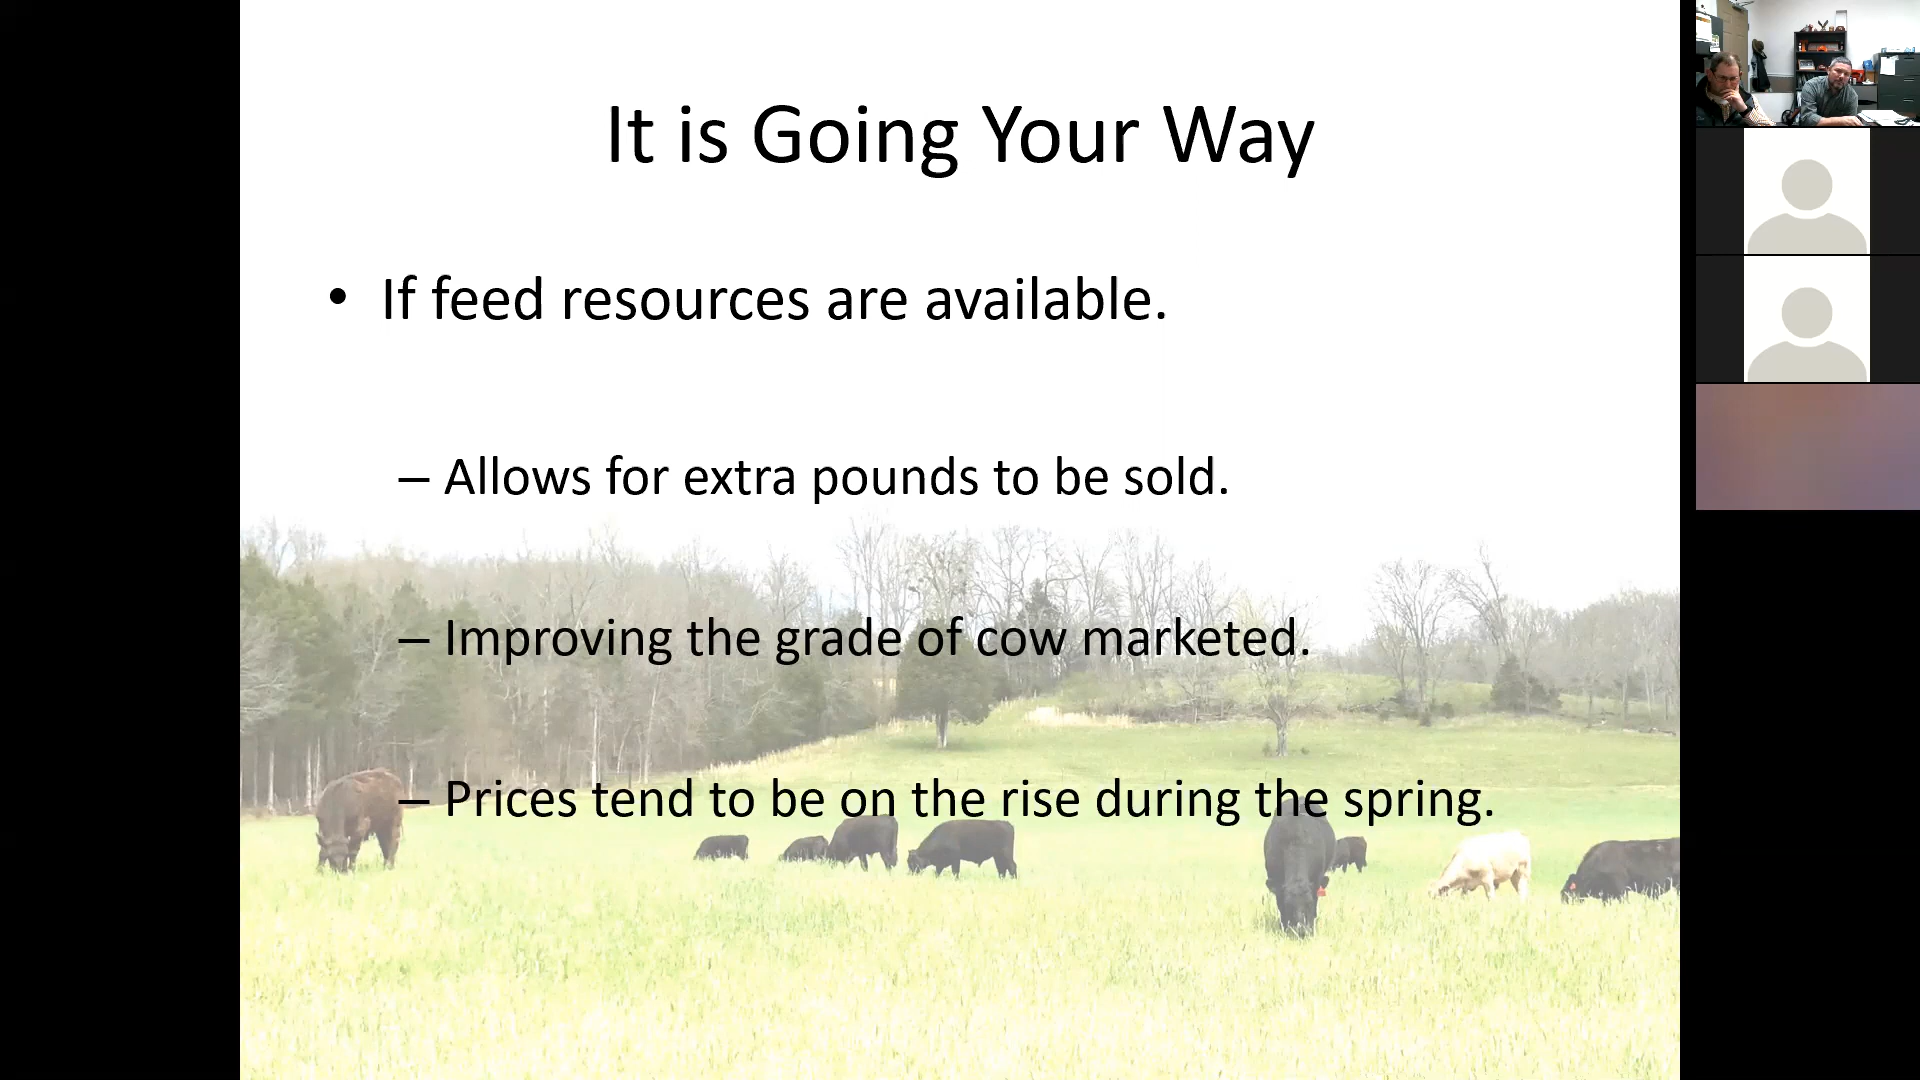 It is Going Your Way
• If feed resources are available.
– Allows for extra pounds to be sold.
– Improving the grade of cow marketed.
– Prices tend to be on the rise during the spring.